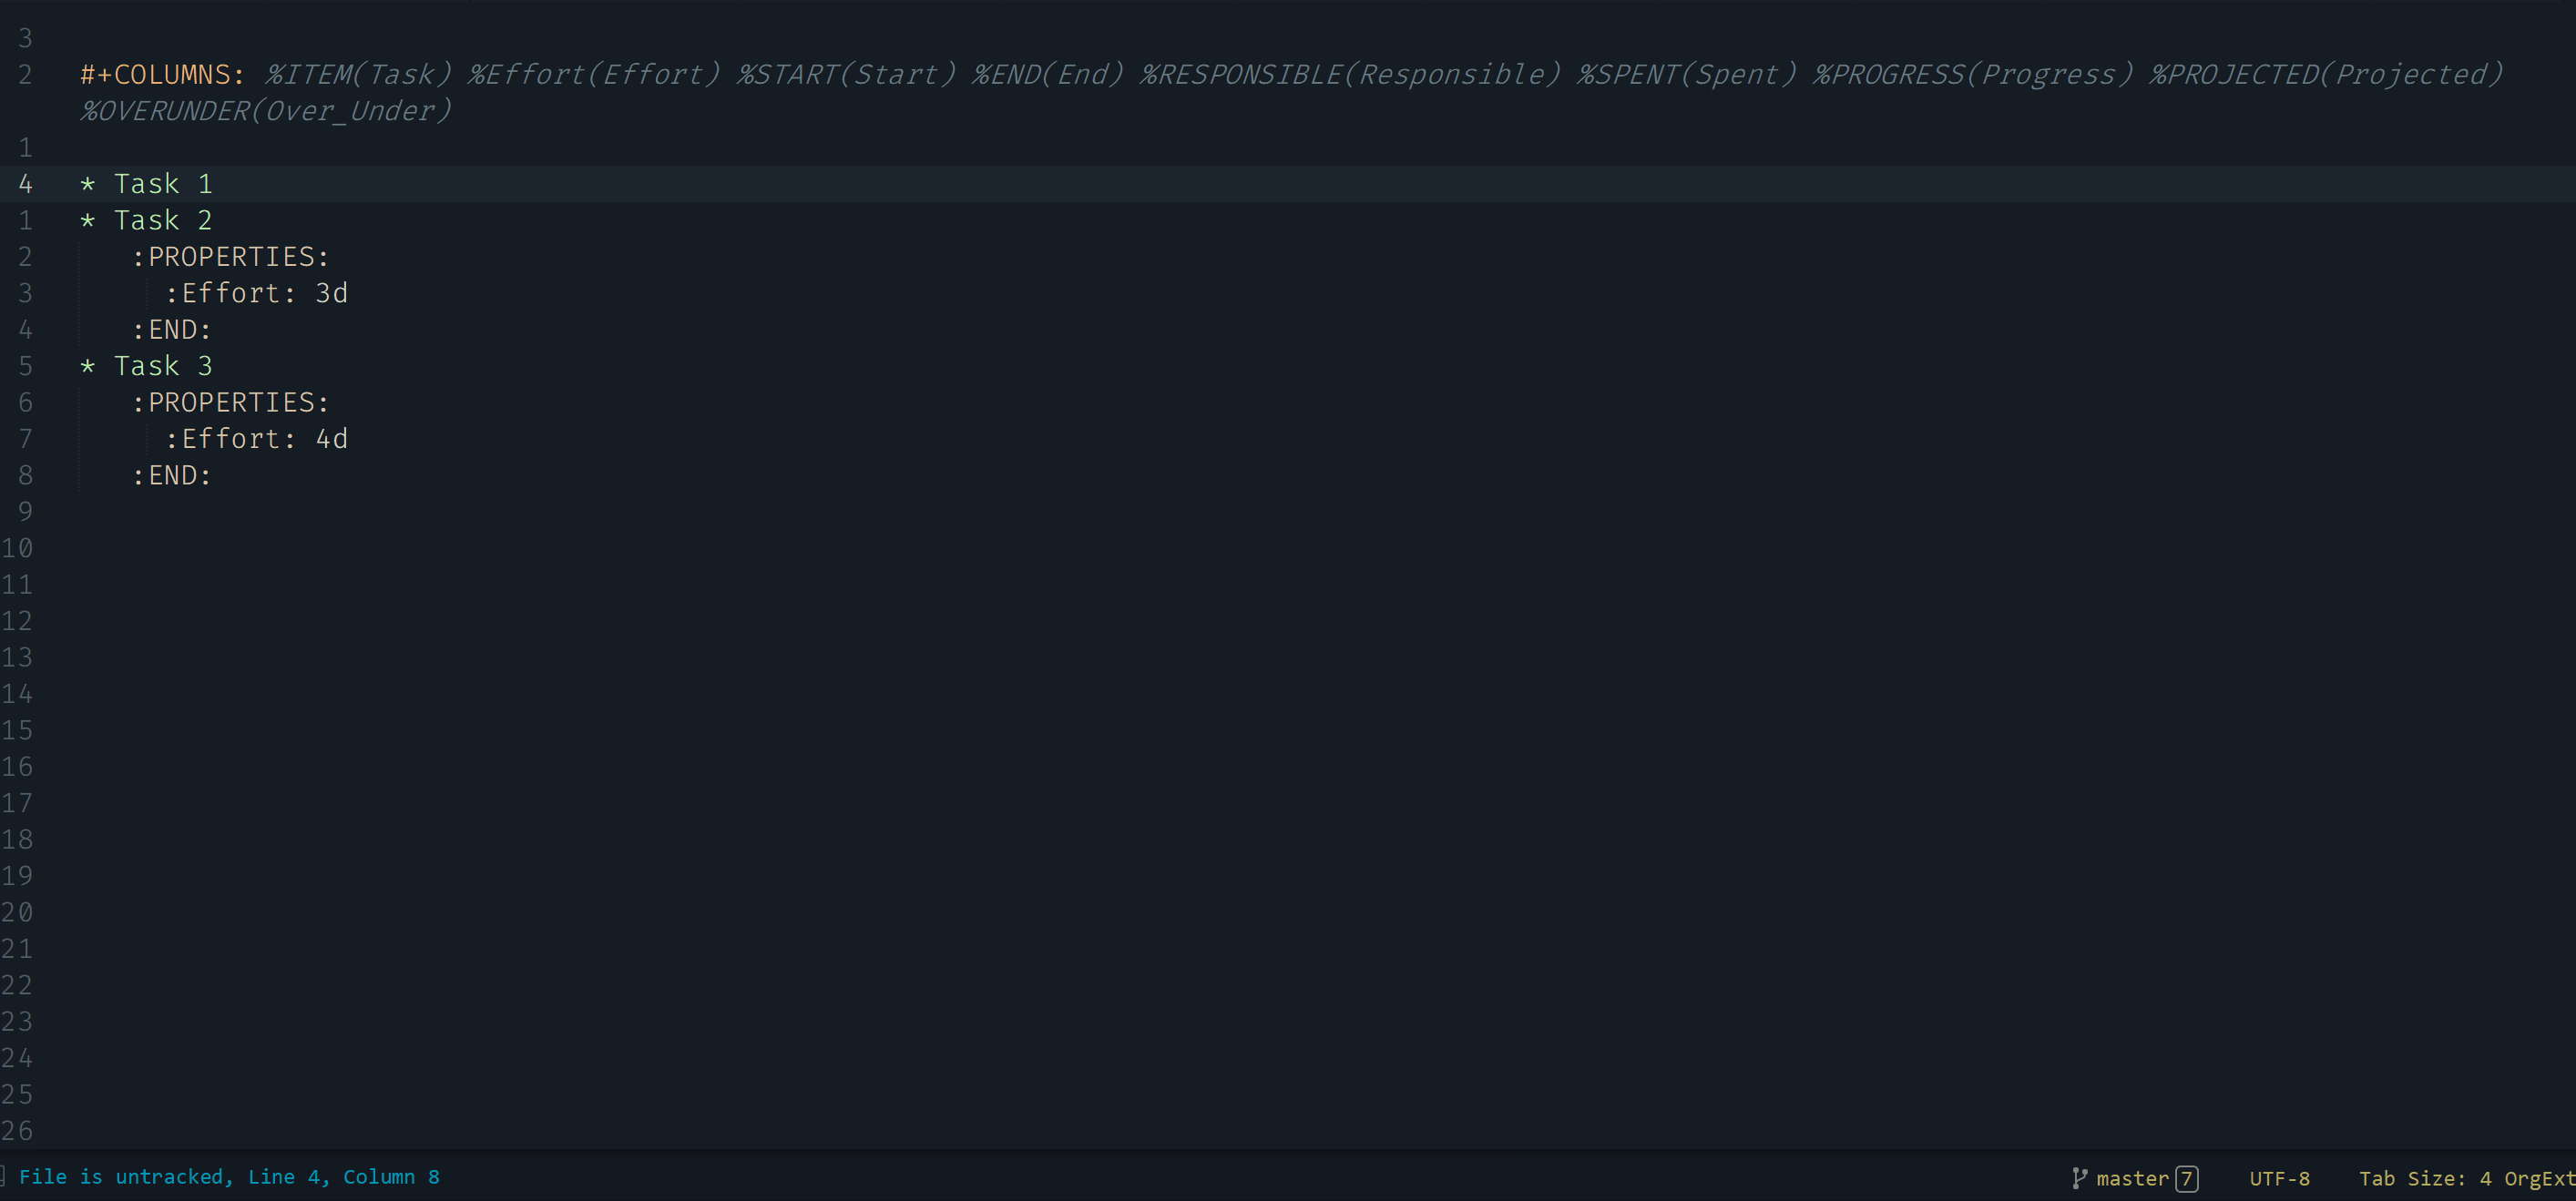 3
2 #+COLUMNS: %ITEM(Task) %Effort(Effort) %START(Start) %END(End) %RESPONSIBLE(Responsible) %SPENT(Spent) %PROGRESS(Progress) %PROJECTED(Projected)
%OVERUNDER(Over_Under)
1
4 * Task 1
1 * Task 2
2 :PROPERTIES:
3 :Effort: 3d
4 :END:
5 * Task 3
6 :PROPERTIES:
7 :Effort: 4d
8 :END:
9
10
11
12
13
14
15
16
17
18
19
20
21
22
23
24
25
26
File is untracked, Line 4, Column 8 master 7 UTF-8 Tab Size: 4 OrgExt